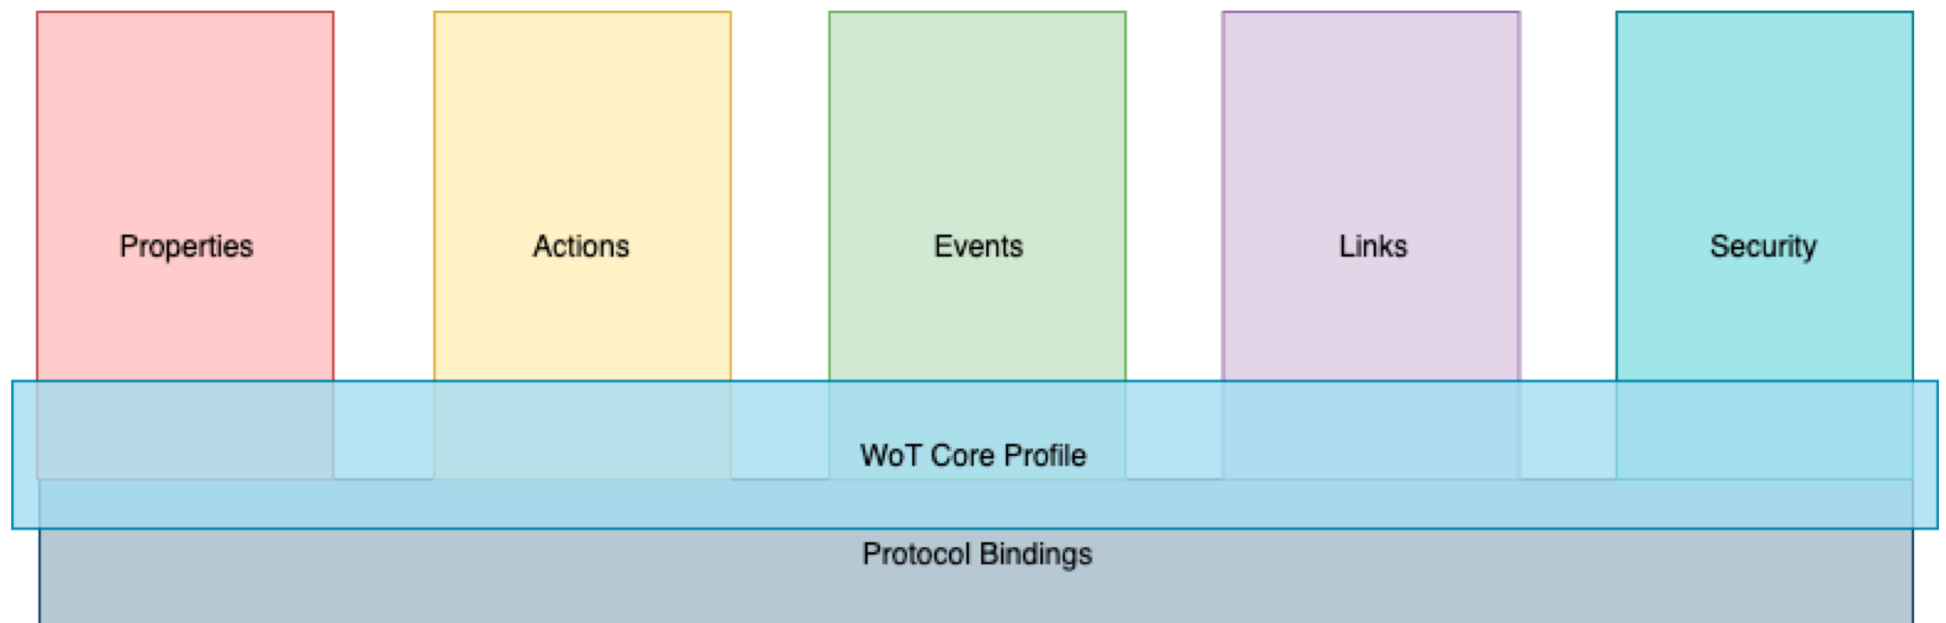 Properties
Actions
Events
Links
Security
WoT Core Profile
Protocol Bindings